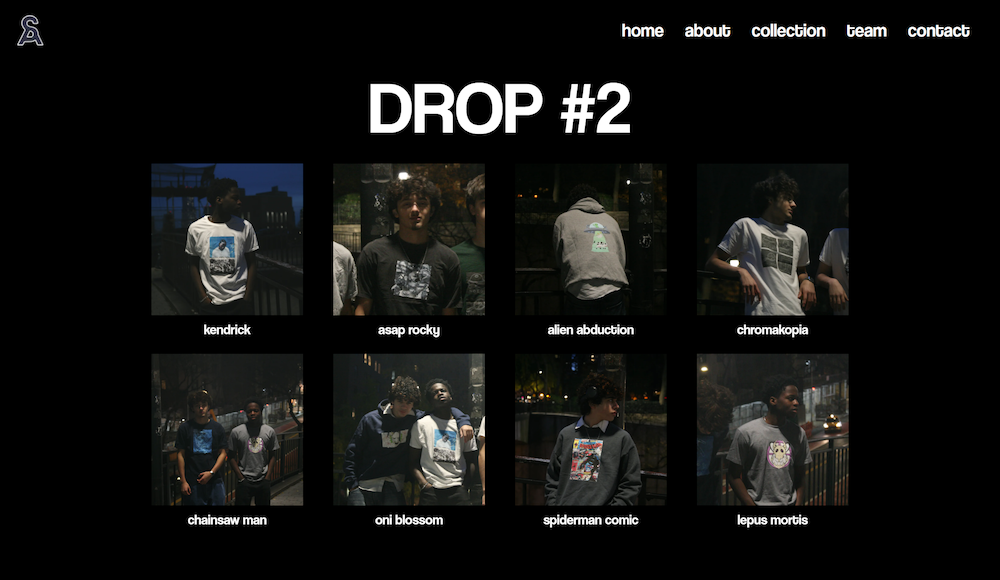 home about collection team contact
DROP #2
kendrick asap rocky alien abduction chromakopia
chainsaw man oni blossom spiderman comic lepus mortis